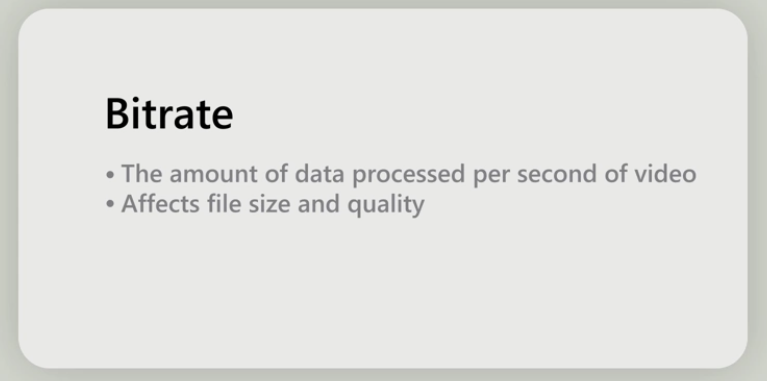 Bitrate
• The amount of data processed per second of video
• Affects file size and quality